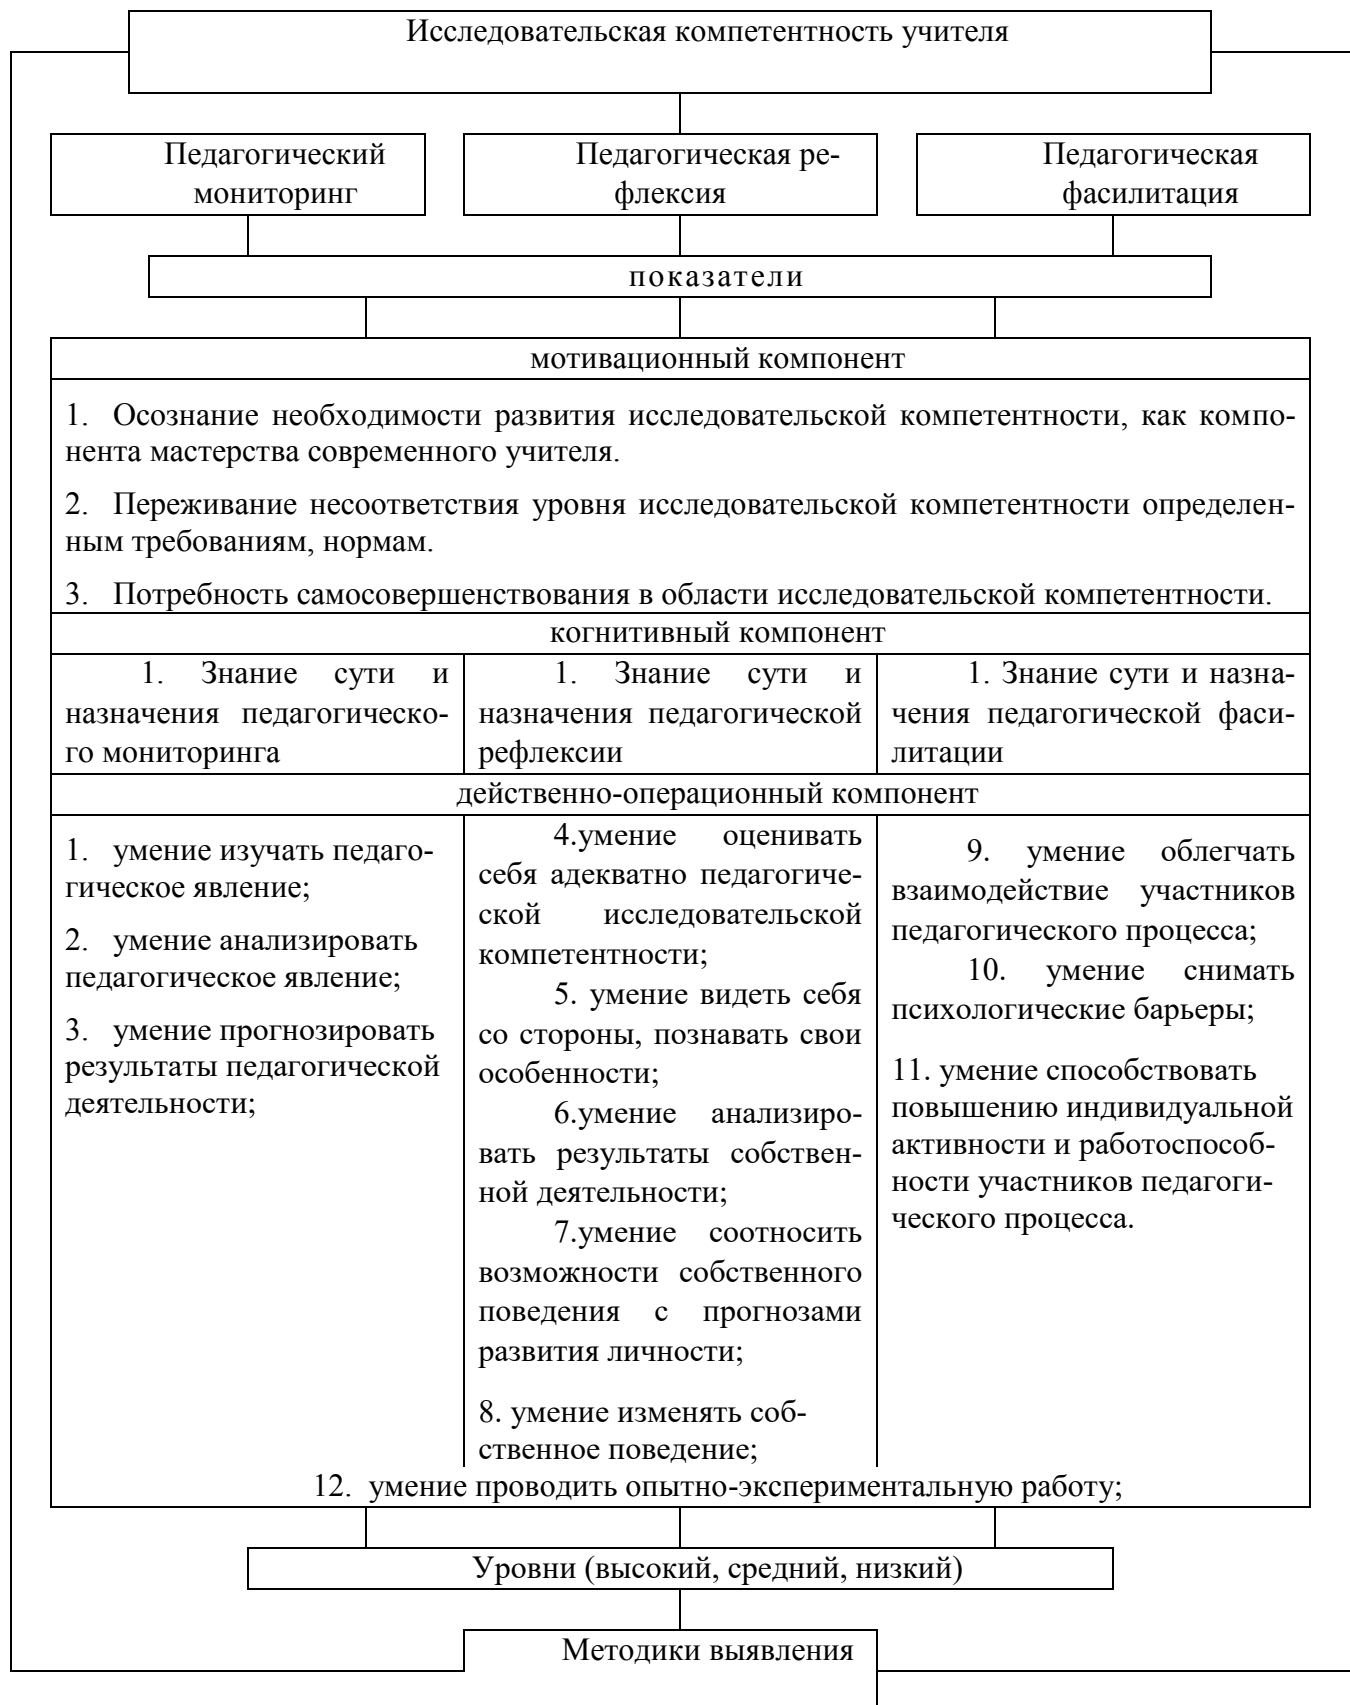 Исследовательская компетентность учителя
Педагогический
мониторинг
Педагогическая ре-
флексия
Педагогическая
фасилитация
показатели
мотивационный компонент
1. Осознание необходимости развития исследовательской компетентности, как компо-
нента мастерства современного учителя.
2. Переживание несоответствия уровня исследовательской компетентности определен-
ным требованиям, нормам.
3. Потребность самосовершенствования в области исследовательской компетентности.
когнитивный компонент
1. Знание сути и
назначения педагогическо-
го мониторинга
1. Знание сути и
назначения педагогической
рефлексии
1. Знание сути и назна-
чения педагогической фаси-
литации
действенно-операционный компонент
1. умение изучать педаго-
гическое явление;
2. умение анализировать
педагогическое явление;
3. умение прогнозировать
результаты педагогической
деятельности;
4.умение оценивать
себя адекватно педагогиче-
ской исследовательской
компетентности;
5. умение видеть себя
со стороны, познавать свои
особенности;
6.умение анализиро-
вать результаты собствен-
ной деятельности;
7.умение соотносить
возможности собственного
поведения с прогнозами
развития личности;
8. умение изменять соб-
ственное поведение;
9. умение облегчать
взаимодействие участников
педагогического процесса;
10. умение снимать
психологические барьеры;
11. умение способствовать
повышению индивидуальной
активности и работоспособ-
ности участников педагоги-
ческого процесса.
12. умение проводить опытно-экспериментальную работу;
Уровни (высокий, средний, низкий)
Методики выявления